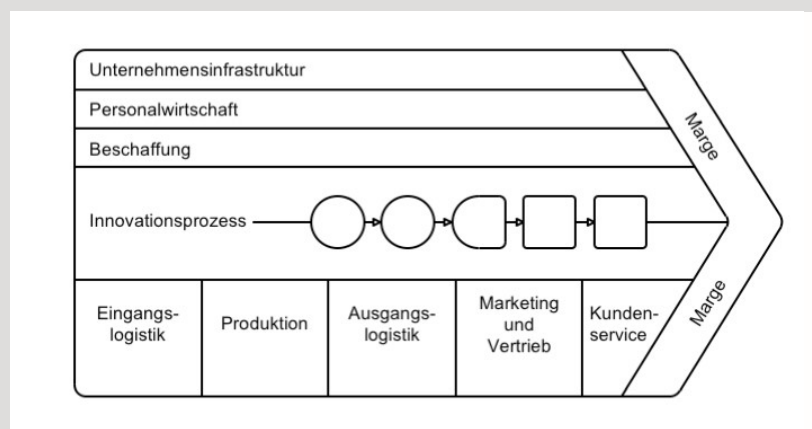 Unternehmensinfrastruktur
Personalwirtschaft
Beschaffung
Marge
Innovationsprozess
Eingangs-
logistik
Produktion
Ausgangs-
logistik
Marketing
und
Vertrieb
Kunden-
service
Marge